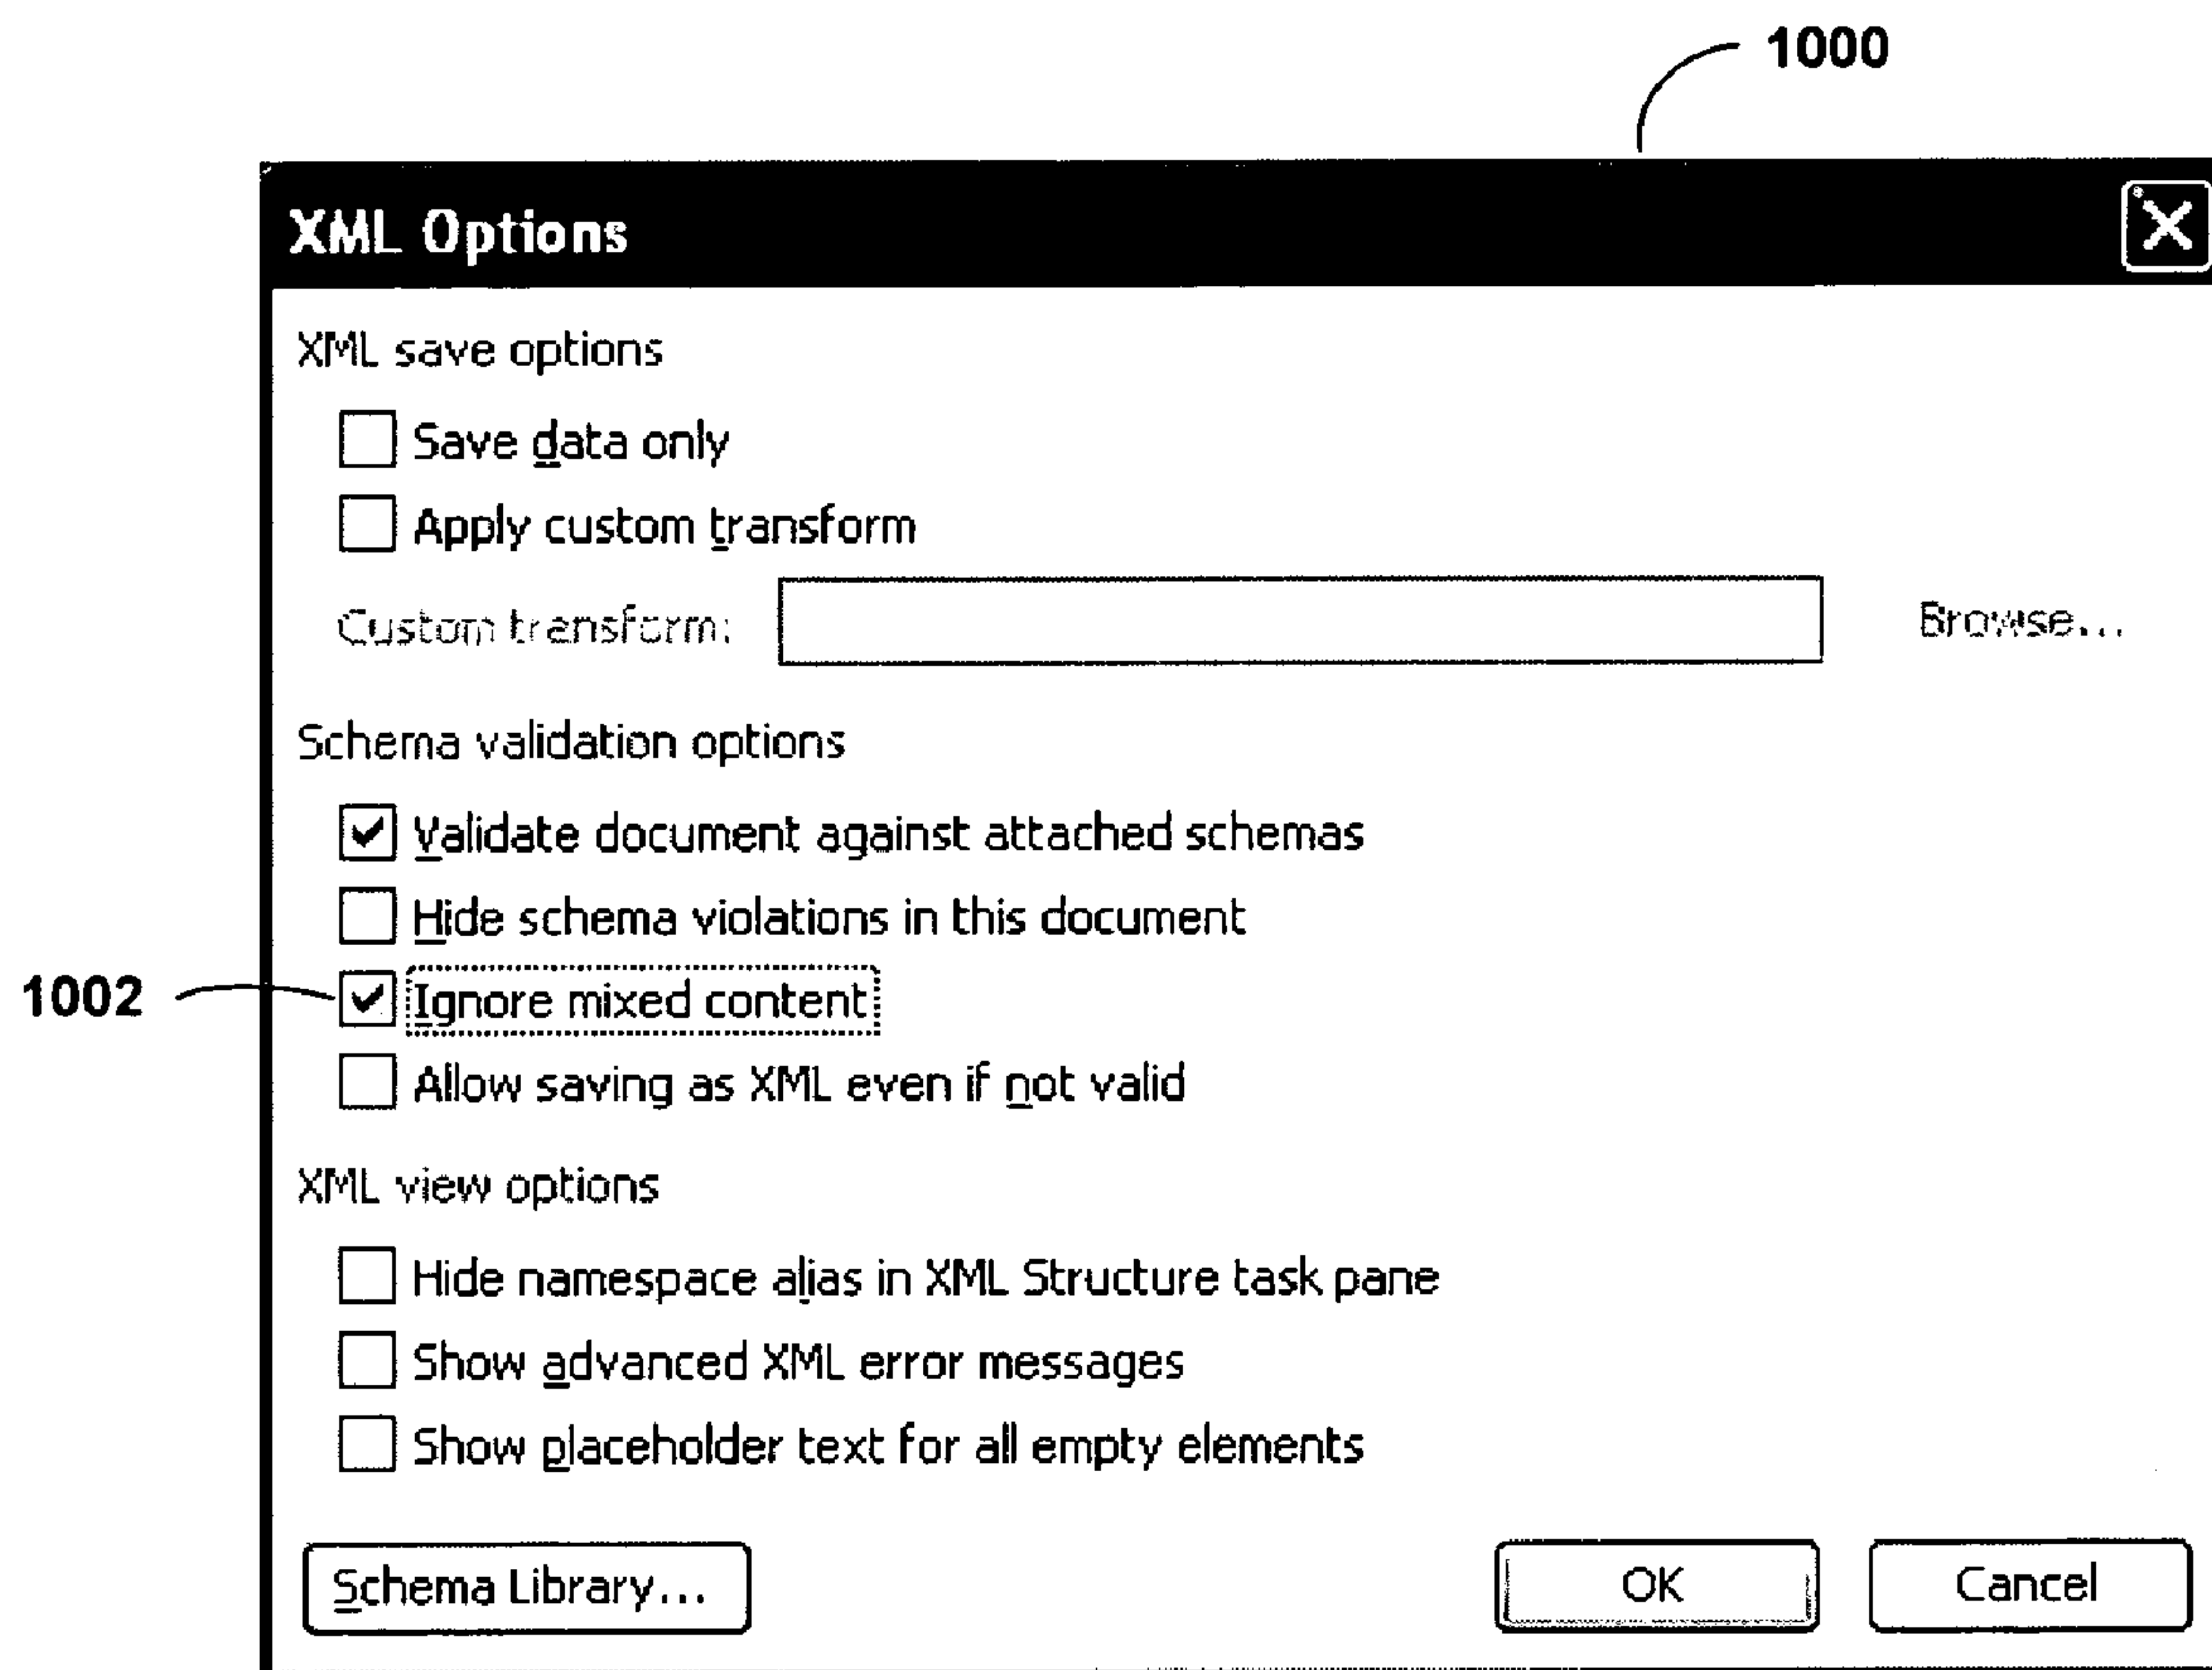 1000
XML Options
XML save options
Save data only
Apply custom transform
Custom transform: Browse...
Schema validation options
Validate document against attached schemas
Hide schema violations in this document
1002 Ignore mixed content
Allow saving as XML even if not valid
XML view options
Hide namespace alias in XML Structure task pane
Show advanced XML error messages
Show placeholder text for all empty elements
Schema Library... OK Cancel